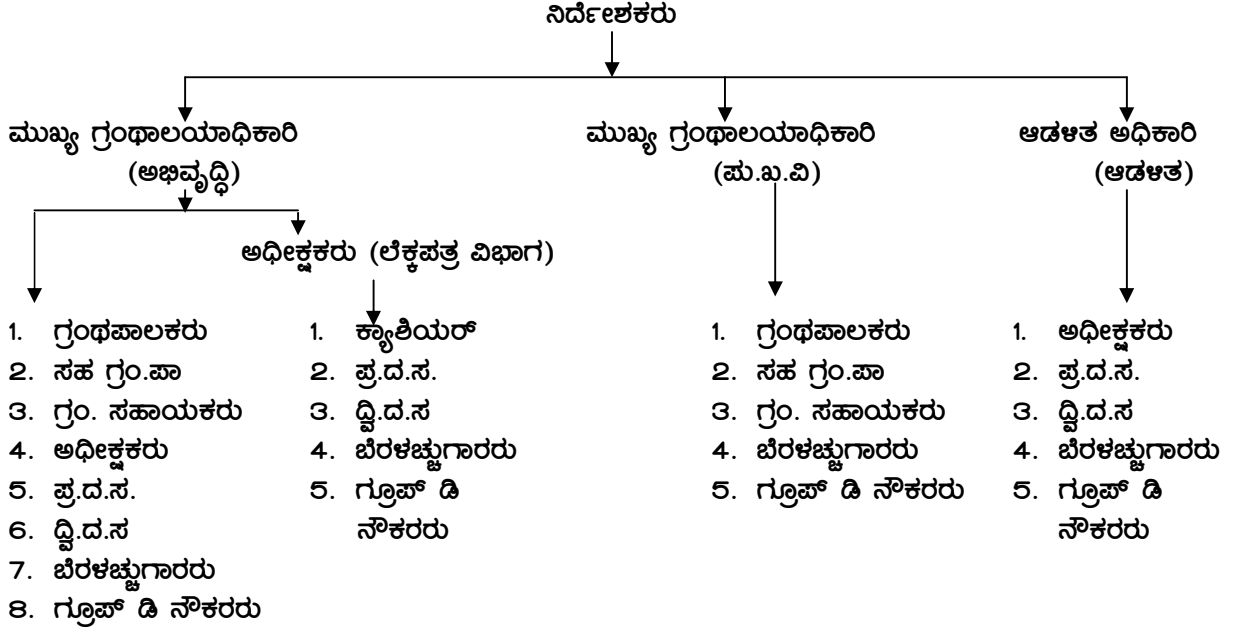 ನಿರ್ದೇಶಕರು
ಮುಖ್ಯ ಗ್ರಂಥಾಲಯಾಧಿಕಾರಿ
(ಅಭಿವೃದ್ಧಿ)
ಮುಖ್ಯ ಗ್ರಂಥಾಲಯಾಧಿಕಾರಿ
(ಪು.ಖ.ವಿ)
ಆಡಳಿತ ಅಧಿಕಾರಿ
(ಆಡಳಿತ)
ಅಧೀಕ್ಷಕರು (ಲೆಕ್ಕಪತ್ರ ವಿಭಾಗ)
1. ಗ್ರಂಥಪಾಲಕರು
2. ಸಹ ಗ್ರಂ.ಪಾ
3. ಗ್ರಂ. ಸಹಾಯಕರು
4. ಅಧೀಕ್ಷಕರು
5. ಪ್ರ.ದ.ಸ.
6. ದ್ವಿ.ದ.ಸ
7. ಬೆರಳಚ್ಚುಗಾರರು
8. ಗ್ರೂಪ್ ಡಿ ನೌಕರರು
1. ಕ್ಯಾಶಿಯರ್
2. ಪ್ರ.ದ.ಸ.
3. ದ್ವಿ.ದ.ಸ
4. ಬೆರಳಚ್ಚುಗಾರರು
5. ಗ್ರೂಪ್ ಡಿ
ನೌಕರರು
1. ಗ್ರಂಥಪಾಲಕರು
2. ಸಹ ಗ್ರಂ.ಪಾ
3. ಗ್ರಂ. ಸಹಾಯಕರು
4. ಬೆರಳಚ್ಚುಗಾರರು
5. ಗ್ರೂಪ್ ಡಿ ನೌಕರರು
1. ಅಧೀಕ್ಷಕರು
2. ಪ್ರ.ದ.ಸ.
3. ದ್ವಿ.ದ.ಸ
4. ಬೆರಳಚ್ಚುಗಾರರು
5. ಗ್ರೂಪ್ ಡಿ
ನೌಕರರು